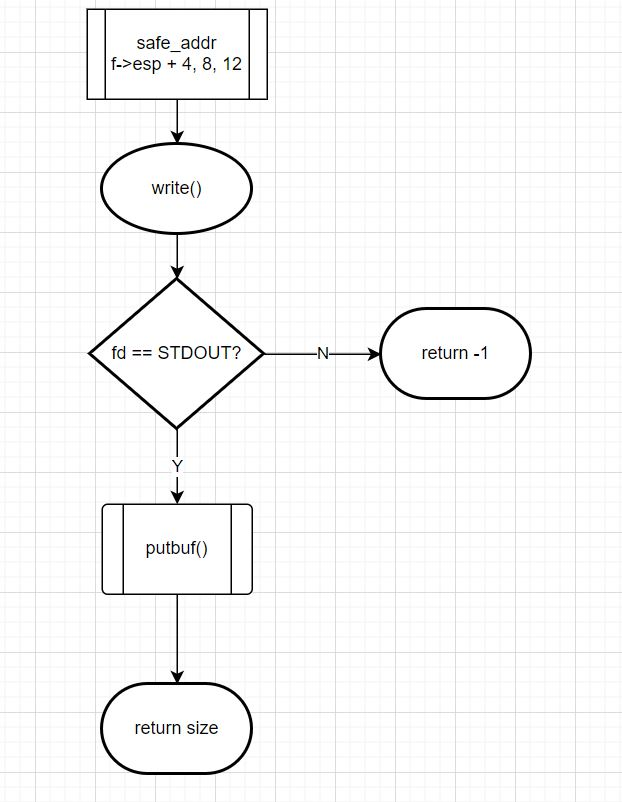 safe_addr
f->esp + 4, 8, 12
write()
fd == STDOUT?
N
return -1
Y
putbuf()
return size